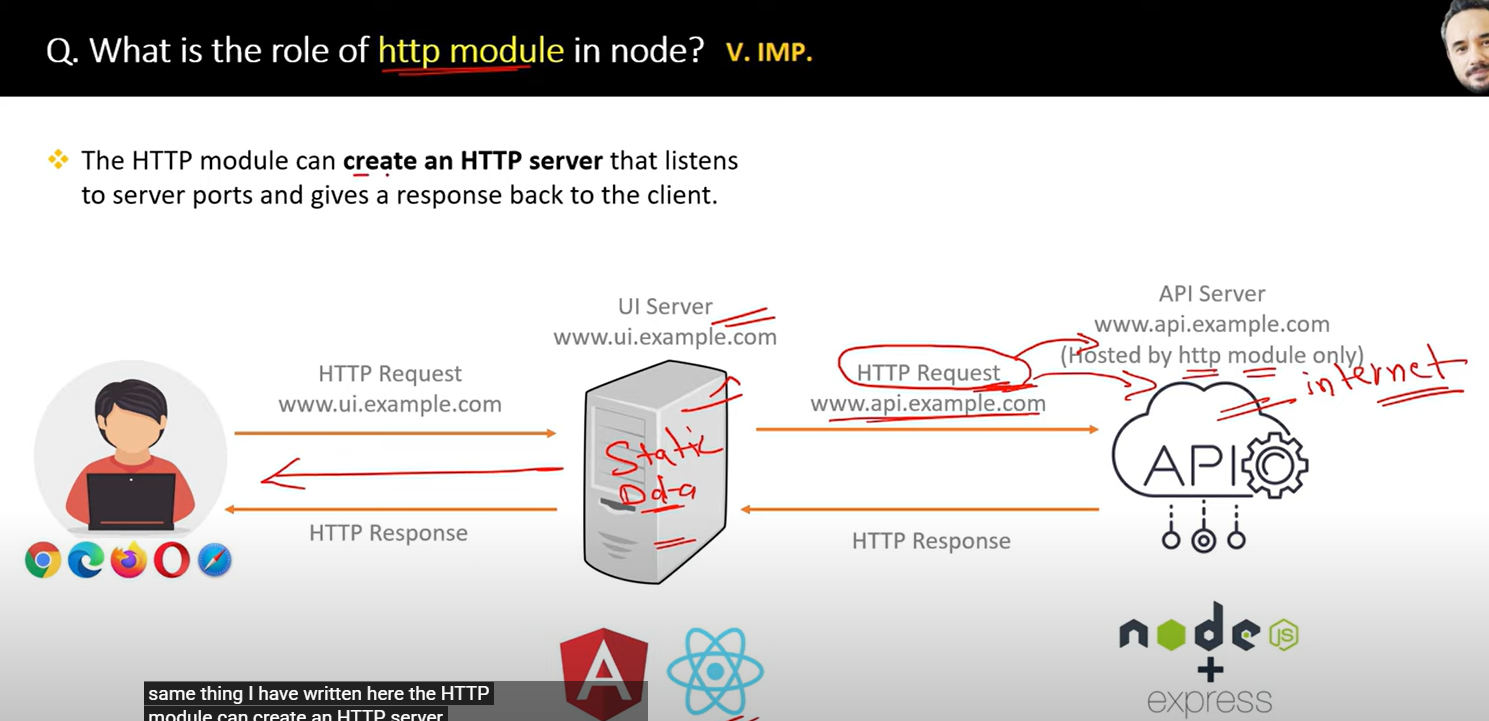 Q. What is the role of http module in node? V. IMP.
The HTTP module can create an HTTP server that listens
to server ports and gives a response back to the client.
UI Server
www.ui.example.com
API Server
www.api.example.com
(Hosted by http module only)
internet
HTTP Request
www.ui.example.com
HTTP Request
www.api.example.com
Static
API
HTTP Response
HTTP Response
A
node
JS
+
express
same thing I have written here the HTTP
module can create an HTTP server